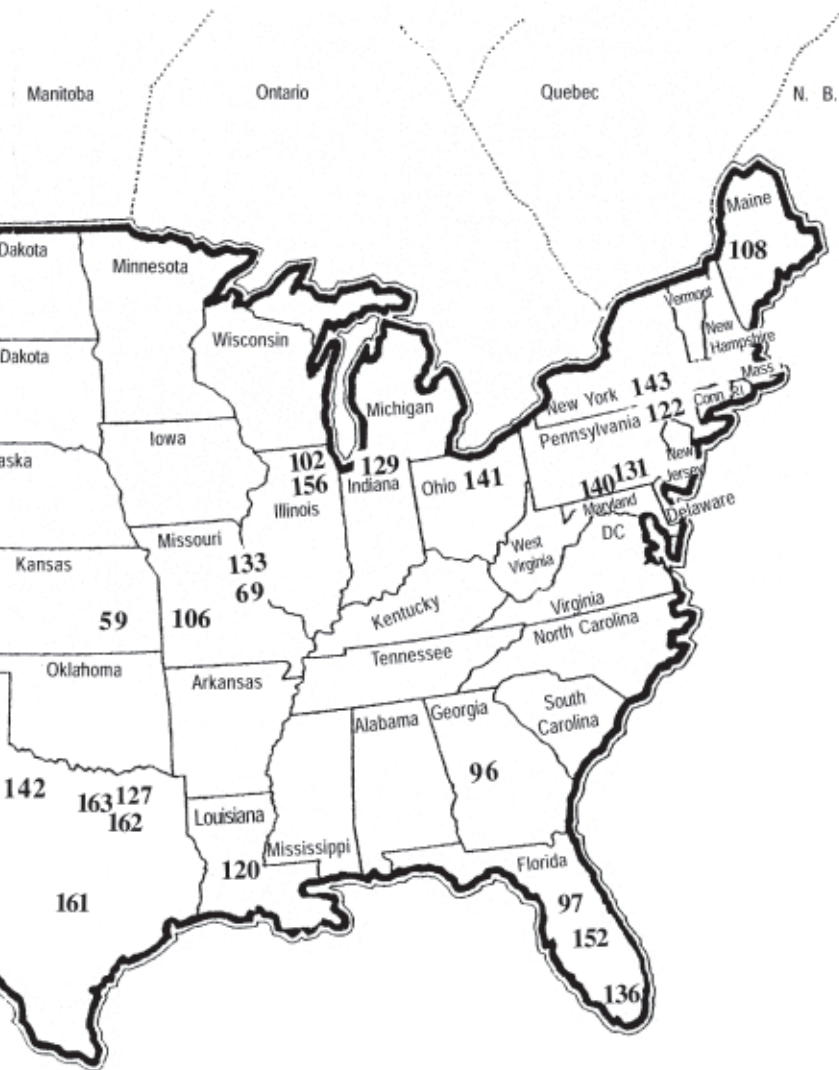 Manitoba
Ontario
Quebec
N. B.
Maine
108
Dakota
Minnesota
Wisconsin
Vermont
New
Hampshire
Dakota
Michigan
New York 143
Mass
Conn RI
122
Pennsylvania
Iowa
aska
102
156
Illinois
129
Indiana
Ohio 141
New
Jersey
140 131
Maryland
Delaware
DC
Missouri
133
69
Kansas
59
106
West
Virginia
Kentucky
Virginia
North Carolina
Oklahoma
Arkansas
Tennessee
South
Carolina
Alabama
Georgia
96
142
163 127
162
Louisiana
120
Mississippi
Florida
97
161
152
136